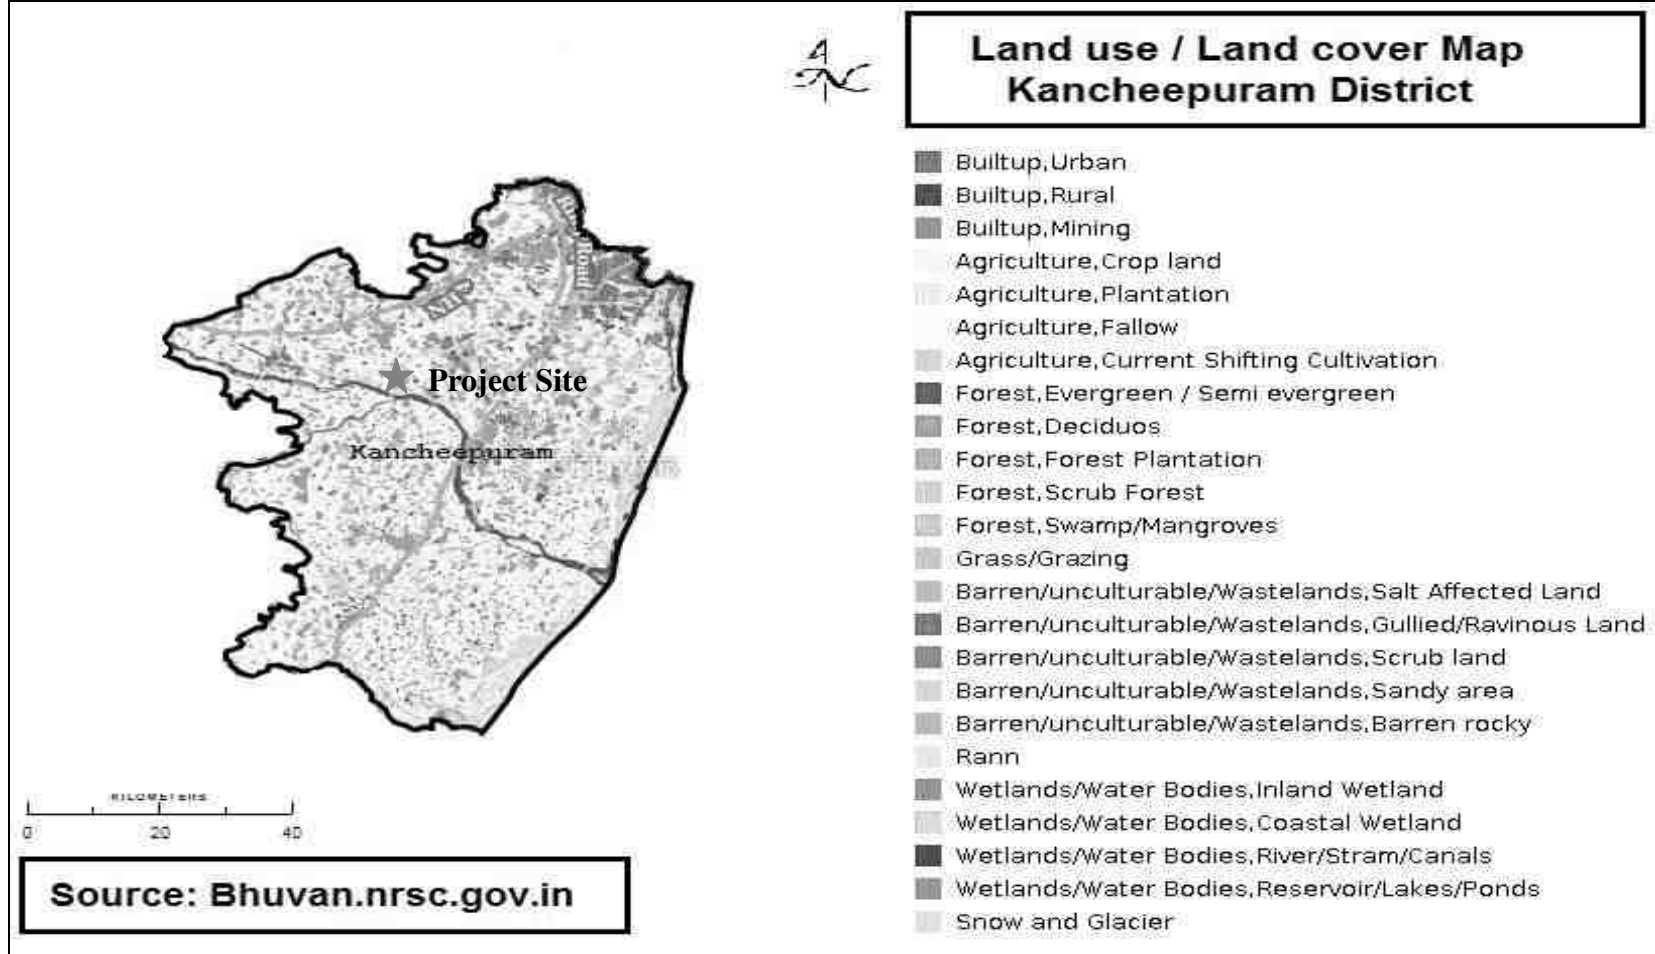 Land use / Land cover Map
Kancheepuram District
Builtup,Urban
Builtup,Rural
Builtup,Mining
Agriculture,Crop land
Agriculture,Plantation
Agriculture,Fallow
Agriculture,Current Shifting Cultivation
Forest,Evergreen / Semi evergreen
Forest,Deciduos
Forest,Forest Plantation
Forest,Scrub Forest
Forest,Swamp/Mangroves
Grass/Grazing
Barren/unculturable/Wastelands,Salt Affected Land
Barren/unculturable/Wastelands,Gullied/Ravinous Land
Barren/unculturable/Wastelands,Scrub land
Barren/unculturable/Wastelands,Sandy area
Barren/unculturable/Wastelands,Barren rocky
Rann
Wetlands/Water Bodies,Inland Wetland
Wetlands/Water Bodies,Coastal Wetland
Wetlands/Water Bodies,River/Stram/Canals
Wetlands/Water Bodies,Reservoir/Lakes/Ponds
Snow and Glacier
Road
Project Site
Kancheepuram
KILOMETERS
0 20 40
Source: Bhuvan.nrsc.gov.in